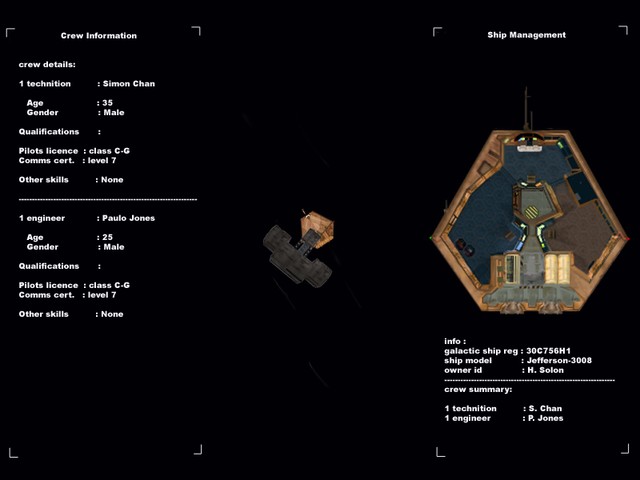 Crew Information
crew details:
1 technition : Simon Chan
Age : 35
Gender : Male
Qualifications :
Pilots licence : class C-G
Comms cert. : level 7
Other skills : None
1 engineer : Paulo Jones
Age : 25
Gender : Male
Qualifications :
Pilots licence : class C-G
Comms cert. : level 7
Other skills : None
Ship Management
info :
galactic ship reg : 30C756H1
ship model : Jefferson-3008
owner id : H. Solon
crew summary:
1 technition : S. Chan
1 engineer : P. Jones